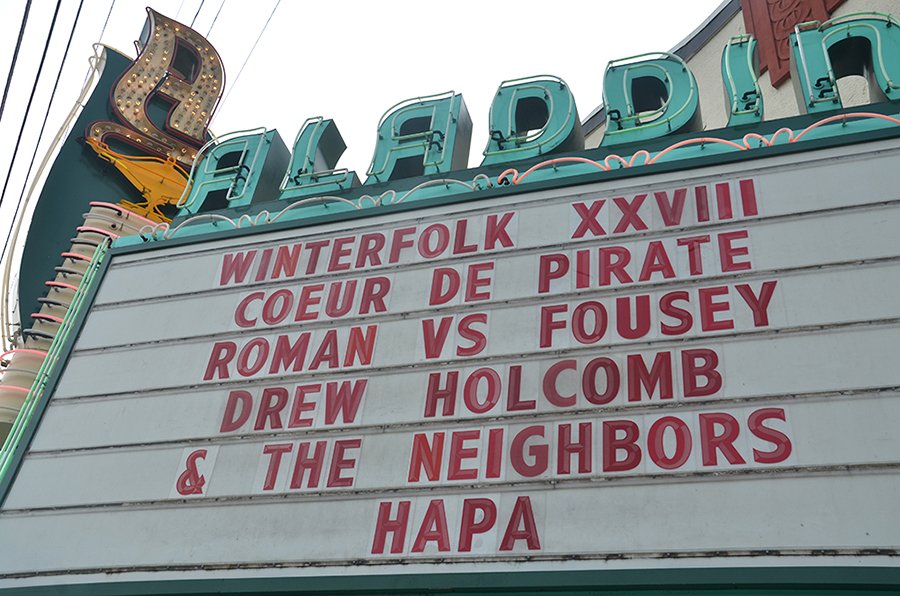 A
ALADDIN
WINTERFOLK XXVIII
COEUR DE PIRATE
ROMAN VS FOUSEY
DREW HOLCOMB
& THE NEIGHBORS
HAPA